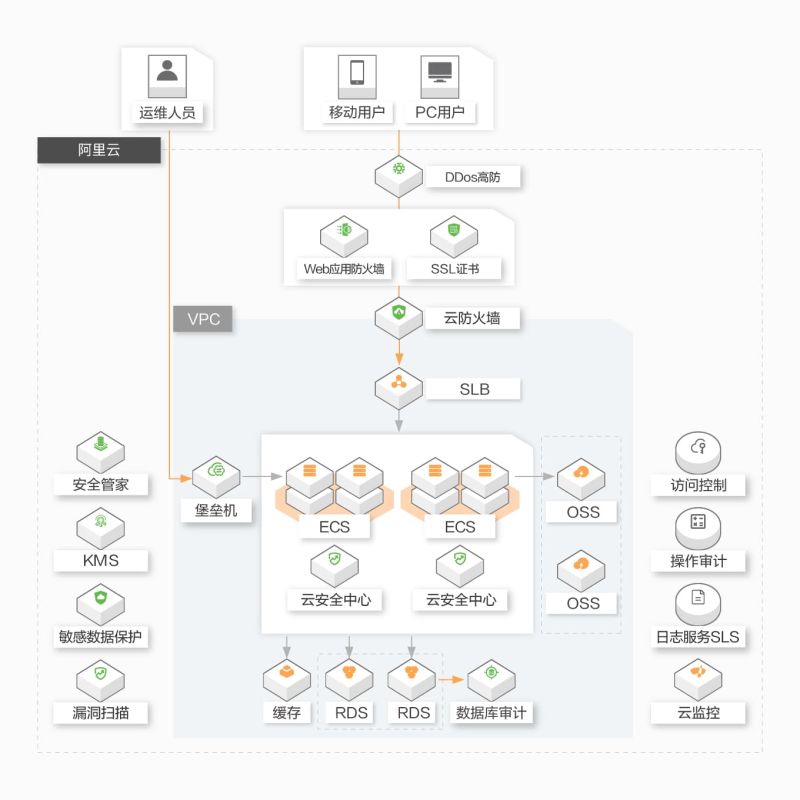 运维人员
移动用户
PC用户
阿里云
DDos高防
Web应用防火墙
SSL证书
VPC
云防火墙
SLB
安全管家
堡垒机
ECS
ECS
OSS
访问控制
KMS
操作审计
云安全中心
云安全中心
OSS
敏感数据保护
日志服务SLS
漏洞扫描
缓存
RDS
RDS
数据库审计
云监控